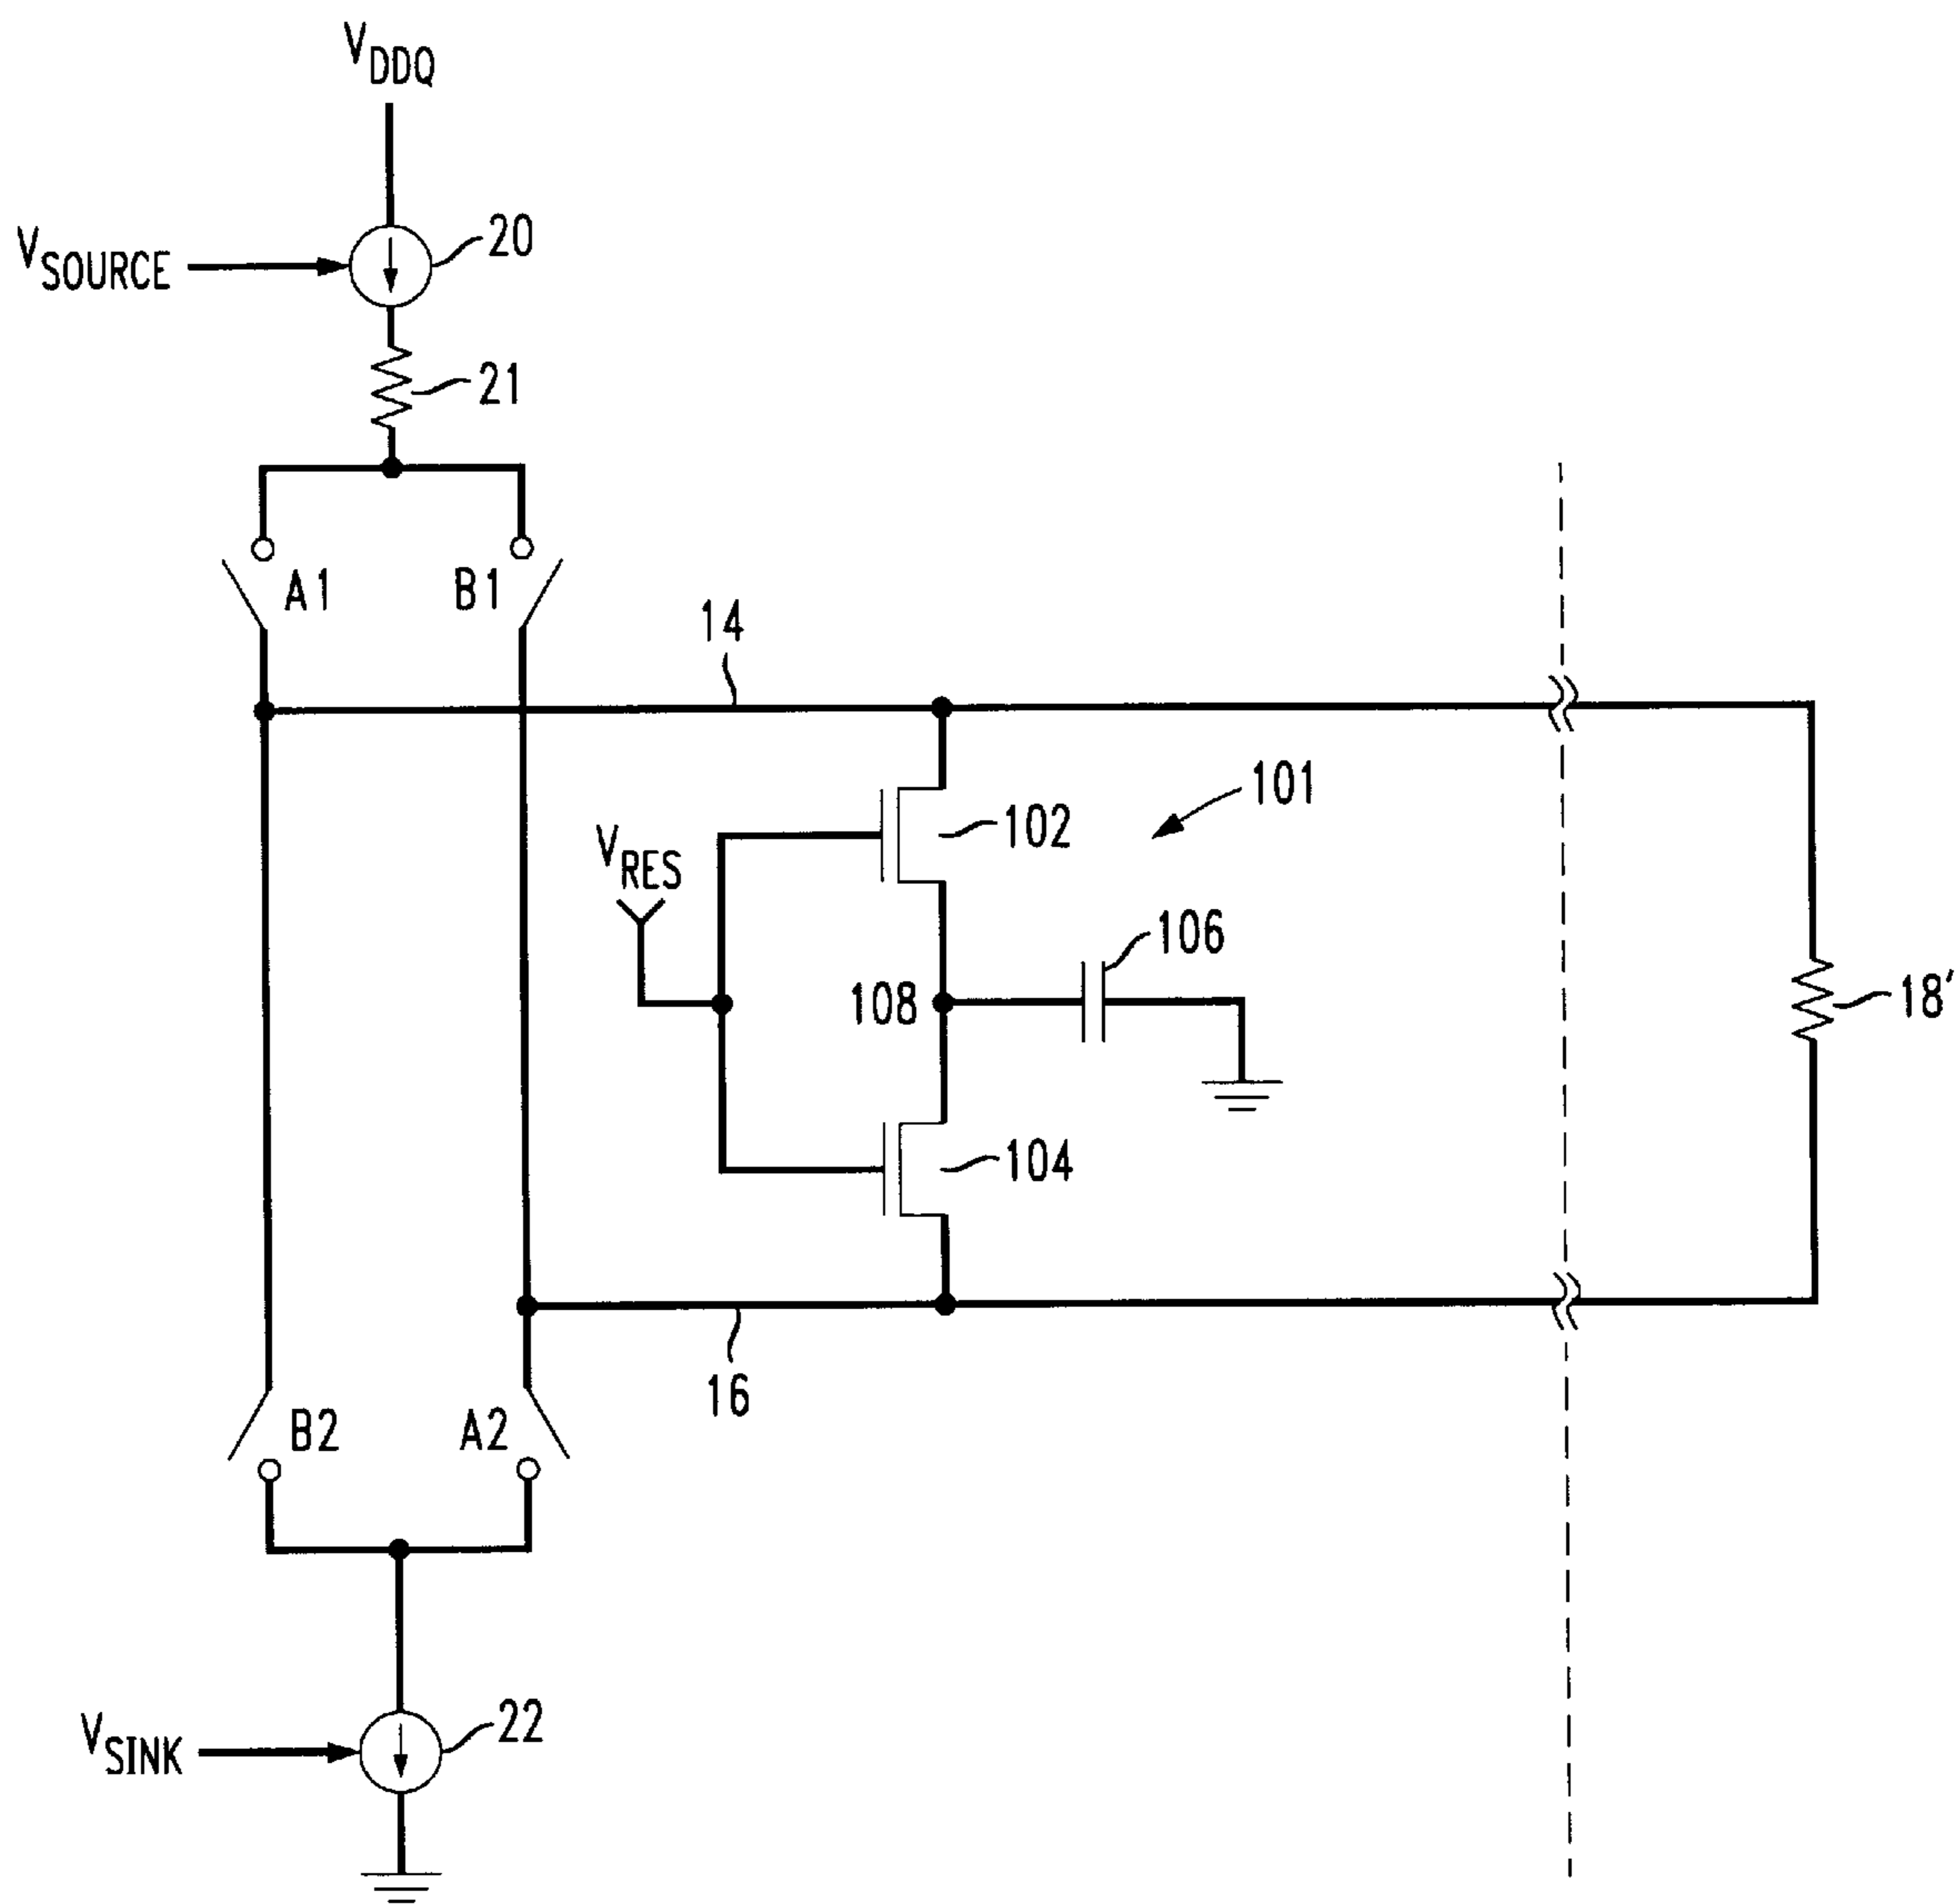 VDDQ
VSOURCE
20
21
A1
B1
14
101
102
VRES
106
108
18'
104
16
B2
A2
VSINK
22